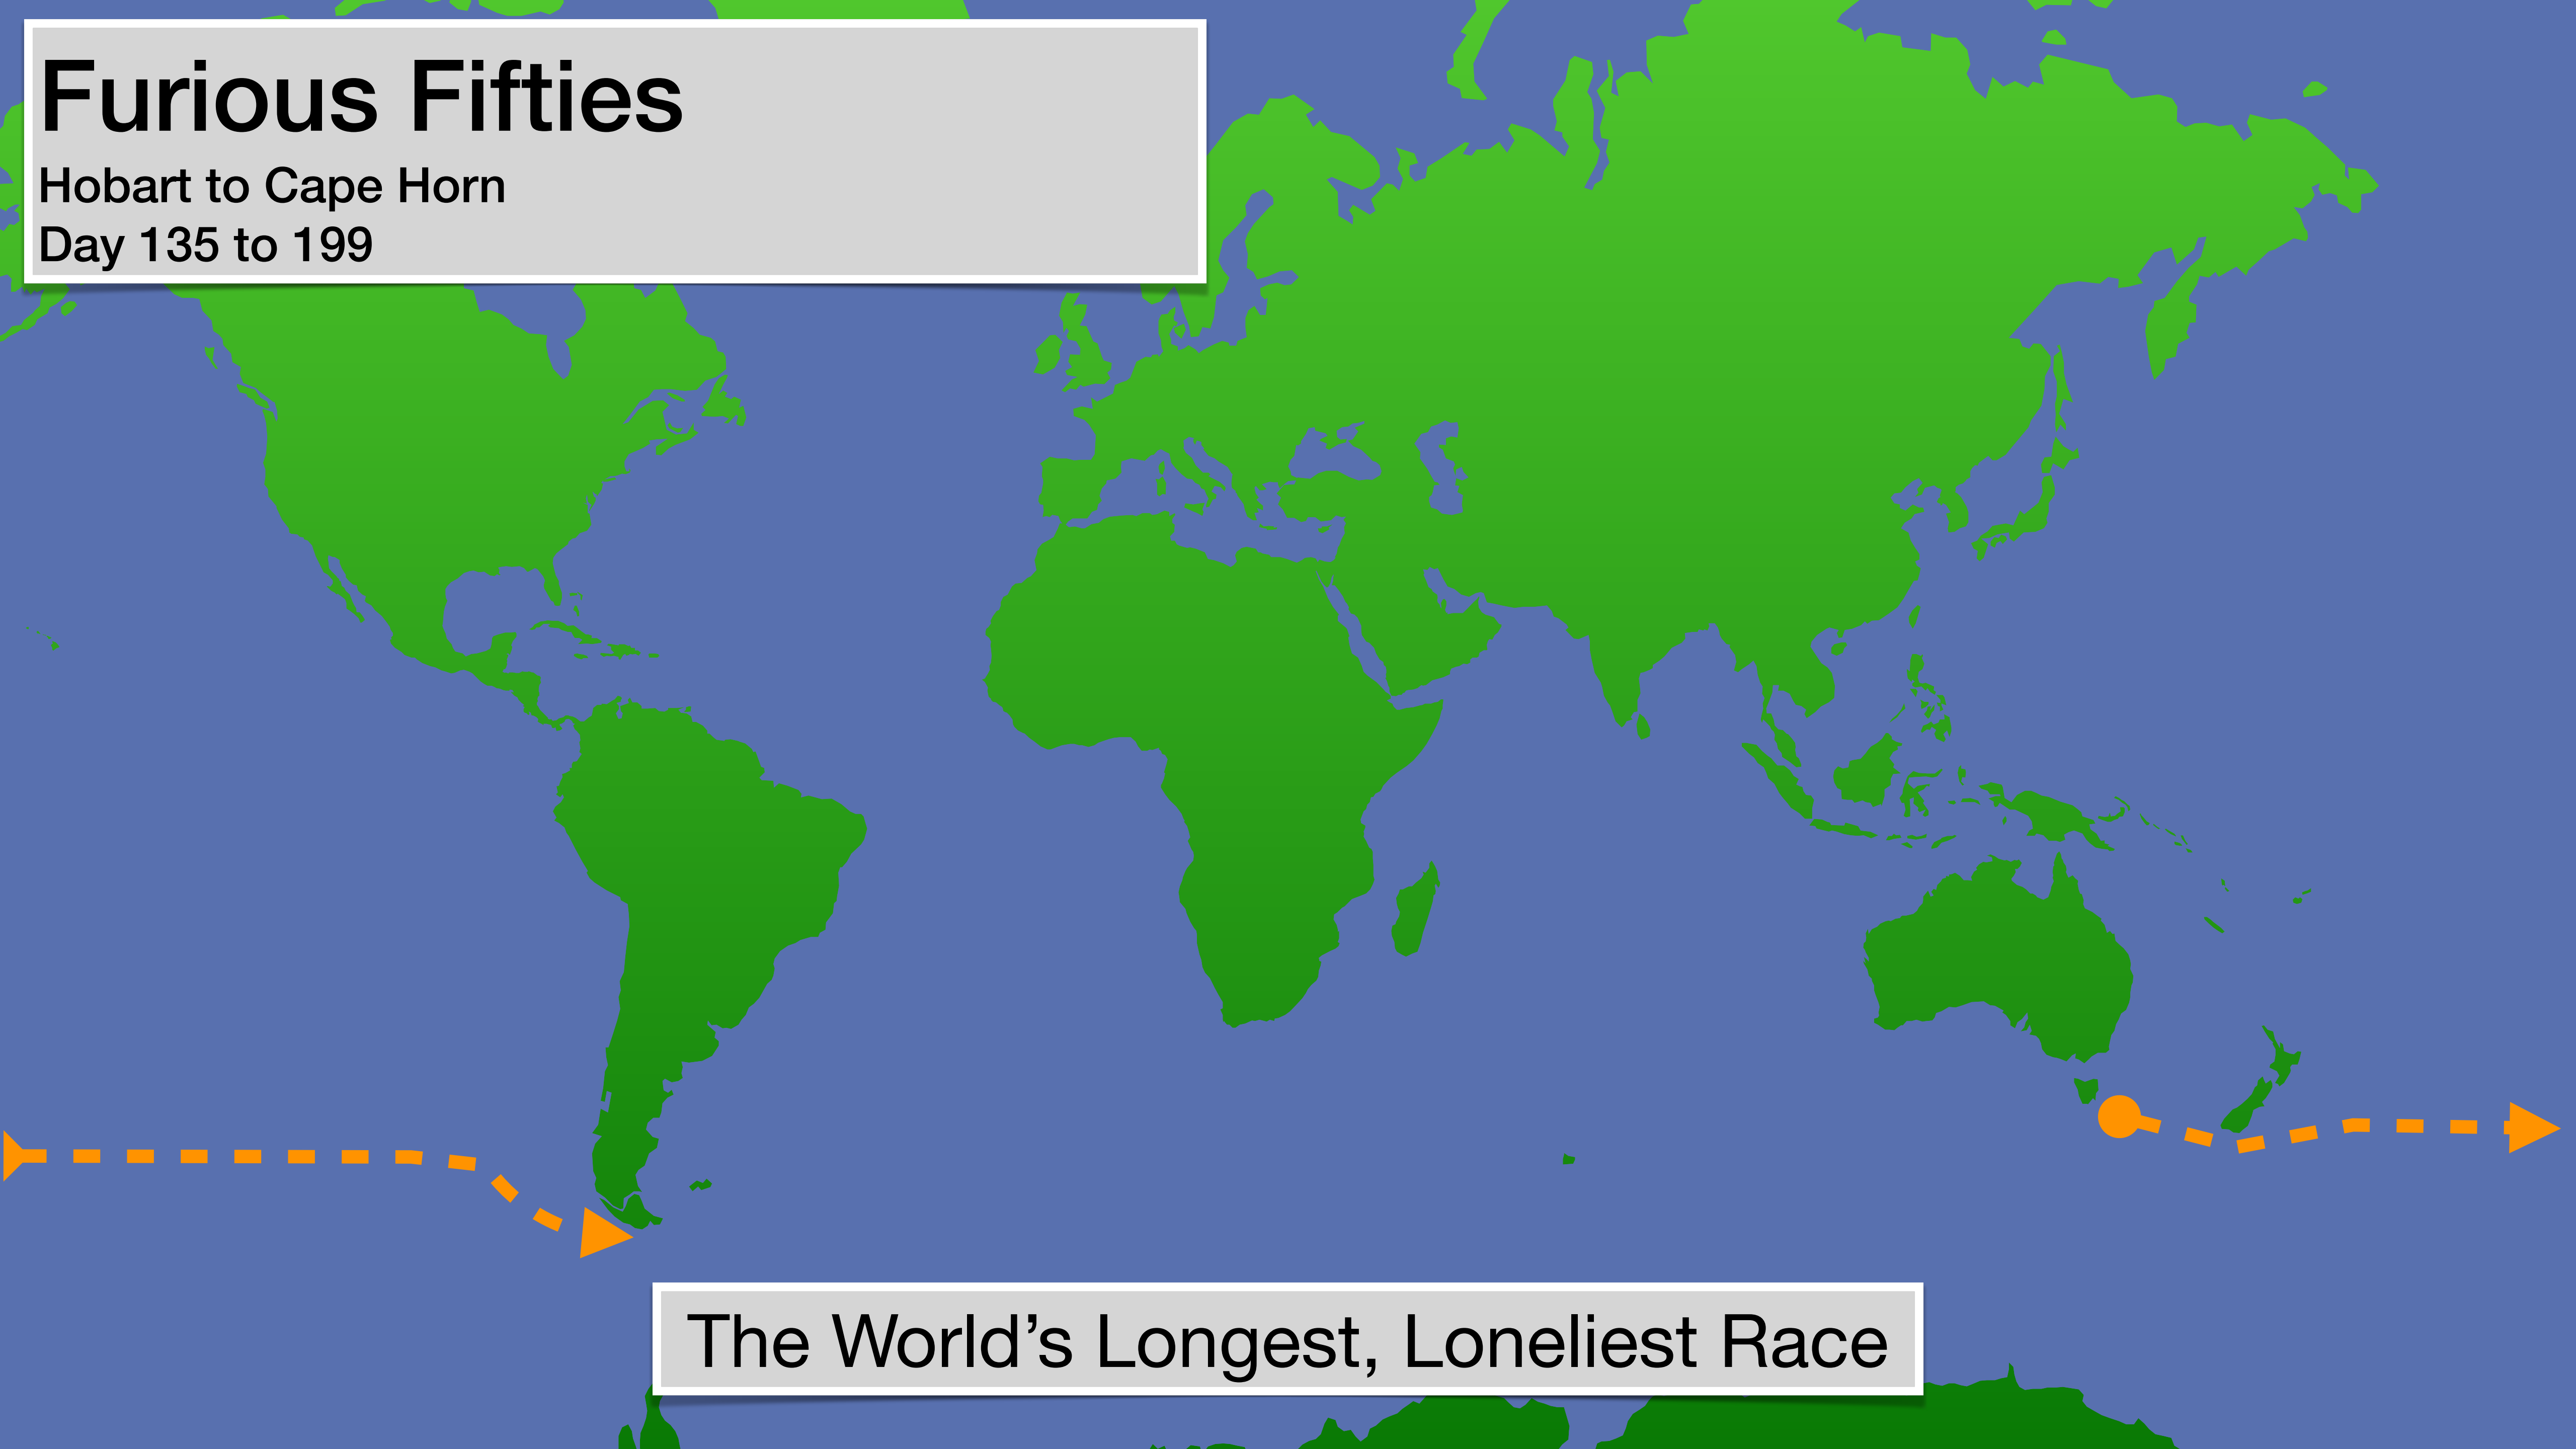 Furious Fifties
Hobart to Cape Horn
Day 135 to 199
The World’s Longest, Loneliest Race